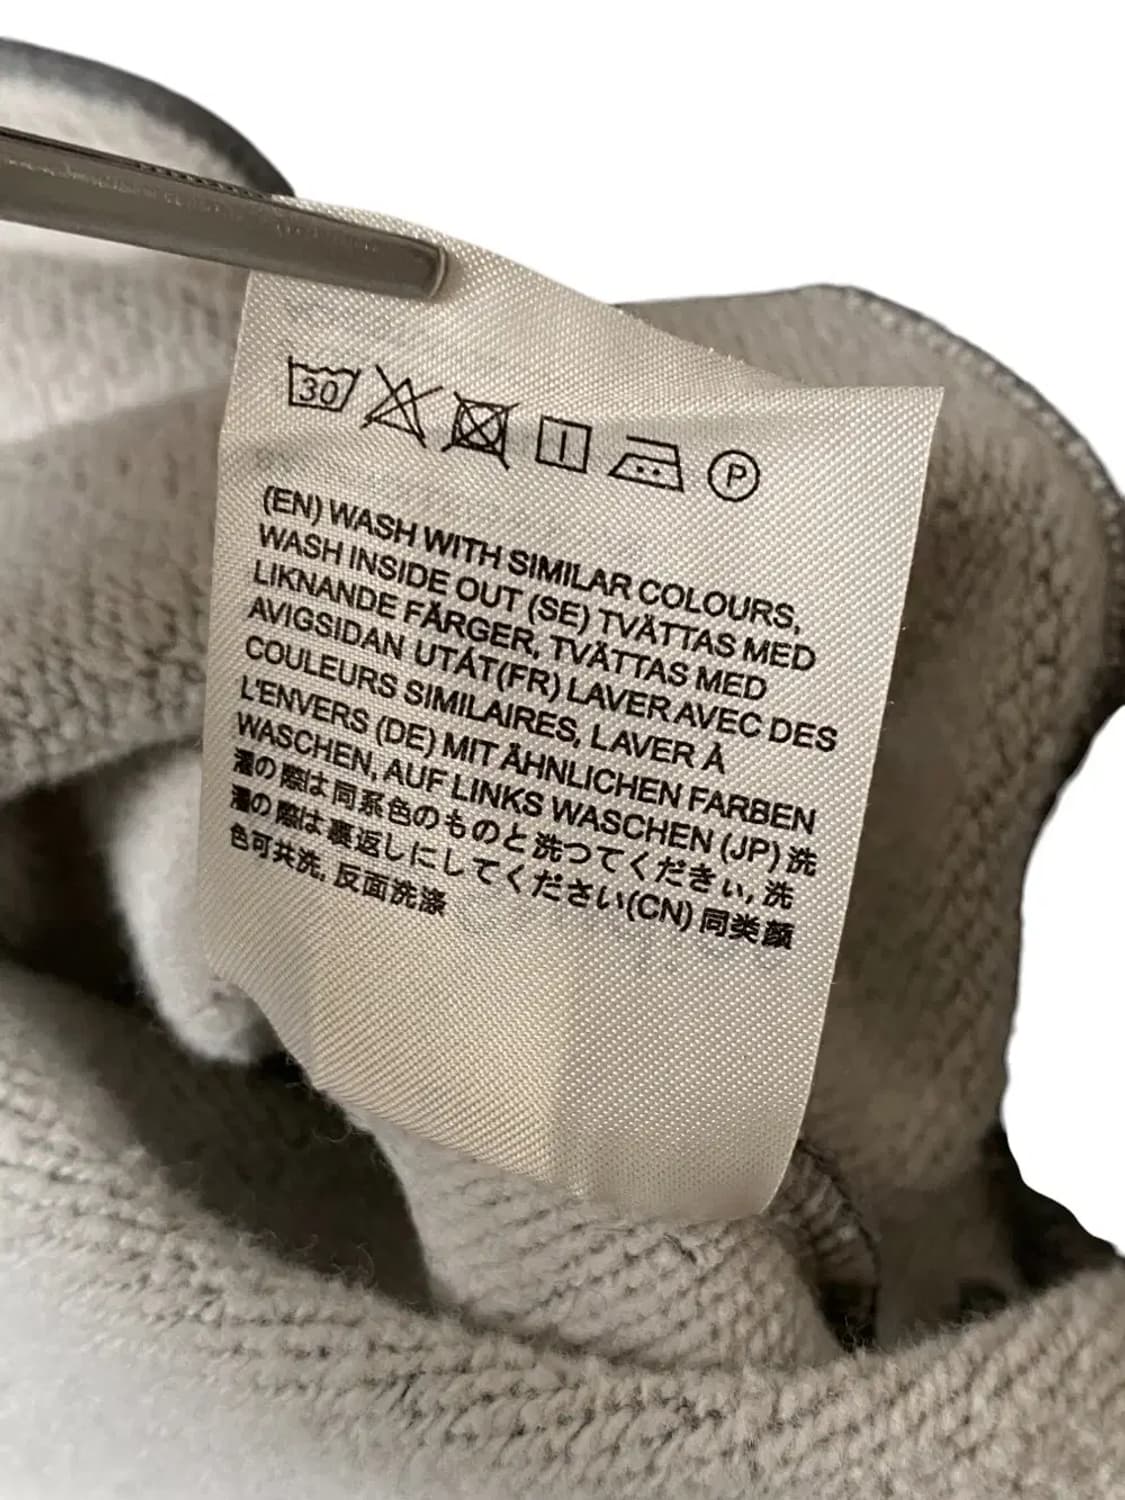 30 P
(EN) WASH WITH SIMILAR COLOURS,
WASH INSIDE OUT (SE) TVÄTTAS MED
LIKNANDE FÄRGER, TVÄTTAS MED
AVIGSIDAN UTÅT(FR) LAVER AVEC DES
COULEURS SIMILAIRES, LAVER À
L'ENVERS (DE) MIT ÄHNLICHEN FARBEN
WASCHEN, AUF LINKS WASCHEN (JP) 洗
濯の際は同系色のものと洗つてくださぃ, 洗
濯の際は裏返しにしてください(CN) 同类颜
色可共洗, 反面洗涤